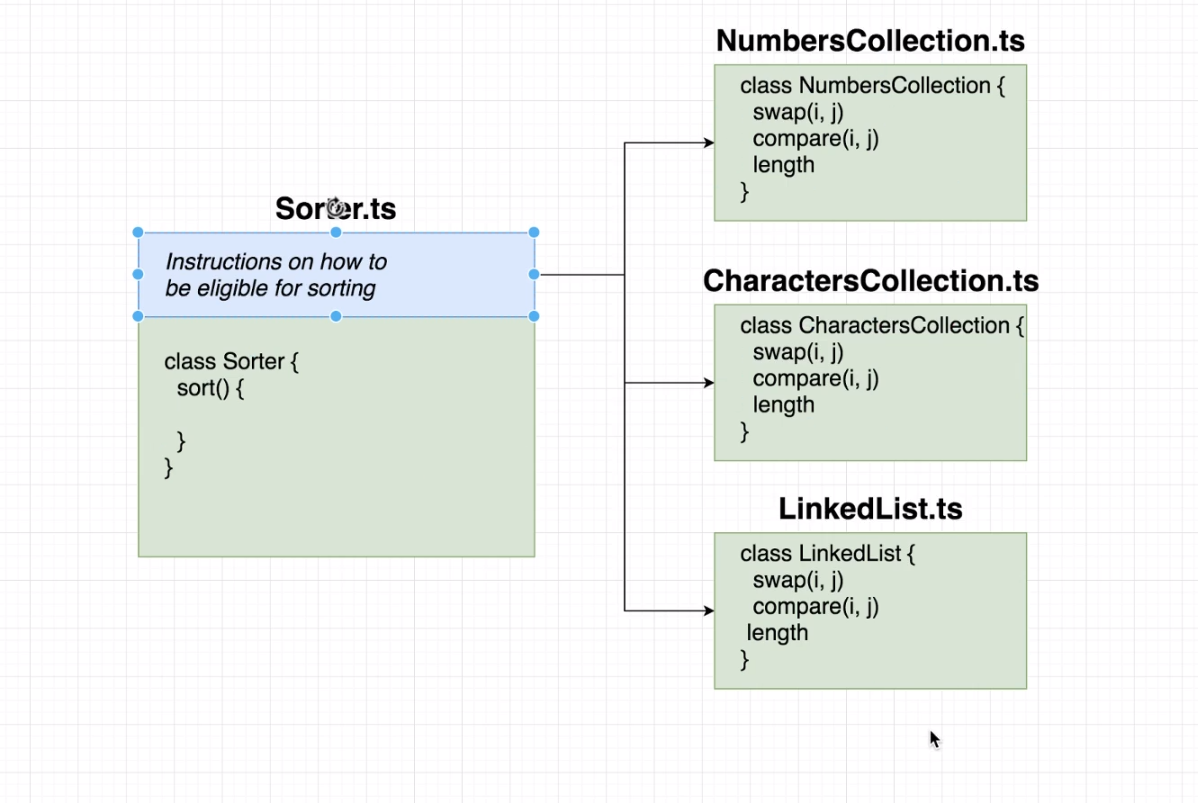 Sorter.ts
Instructions on how to
be eligible for sorting
class Sorter {
sort() {
}
}
NumbersCollection.ts
class NumbersCollection {
swap(i, j)
compare(i, j)
length
}
CharactersCollection.ts
class CharactersCollection {
swap(i, j)
compare(i, j)
length
}
LinkedList.ts
class LinkedList {
swap(i, j)
compare(i, j)
length
}